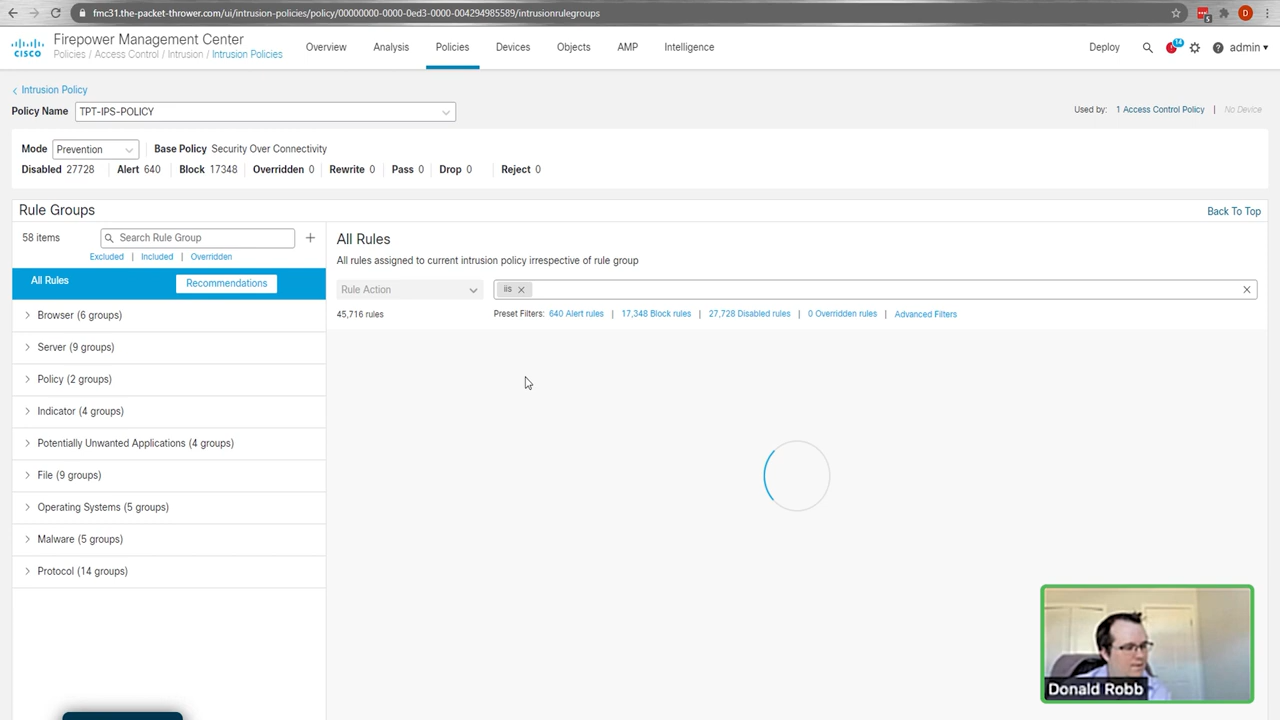 fmc31.the-packet-thrower.com/ui/intrusion-policies/policy/00000000-0000-0ed3-0000-004294985589/intrusionrulegroups
5
D
cisco
Firepower Management Center
Policies / Access Control / Intrusion / Intrusion Policies
Overview Analysis Policies Devices Objects AMP Intelligence
Deploy 14 admin
Intrusion Policy
Policy Name TPT-IPS-POLICY
Used by: 1 Access Control Policy | No Device
Mode Prevention Base Policy Security Over Connectivity
Disabled 27728 Alert 640 Block 17348 Overridden 0 Rewrite 0 Pass 0 Drop 0 Reject 0
Rule Groups
Back To Top
58 items Search Rule Group +
Excluded | Included | Overridden
All Rules Recommendations
Browser (6 groups)
Server (9 groups)
Policy (2 groups)
Indicator (4 groups)
Potentially Unwanted Applications (4 groups)
File (9 groups)
Operating Systems (5 groups)
Malware (5 groups)
Protocol (14 groups)
All Rules
All rules assigned to current intrusion policy irrespective of rule group
Rule Action iis
45,716 rules Preset Filters: 640 Alert rules | 17,348 Block rules | 27,728 Disabled rules | 0 Overridden rules | Advanced Filters
Donald Robb